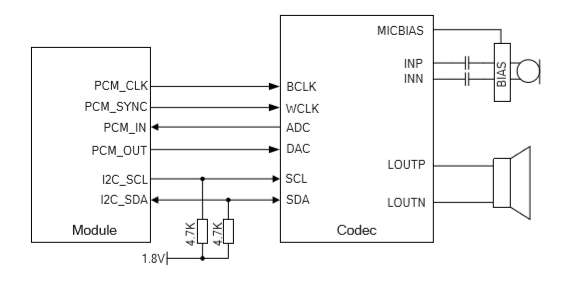 MICBIAS
INP
INN
BIAS
PCM_CLK
BCLK
PCM_SYNC
WCLK
PCM_IN
ADC
PCM_OUT
DAC
LOUTP
I2C_SCL
SCL
I2C_SDA
SDA
LOUTN
4.7K
4.7K
Module
Codec
1.8V